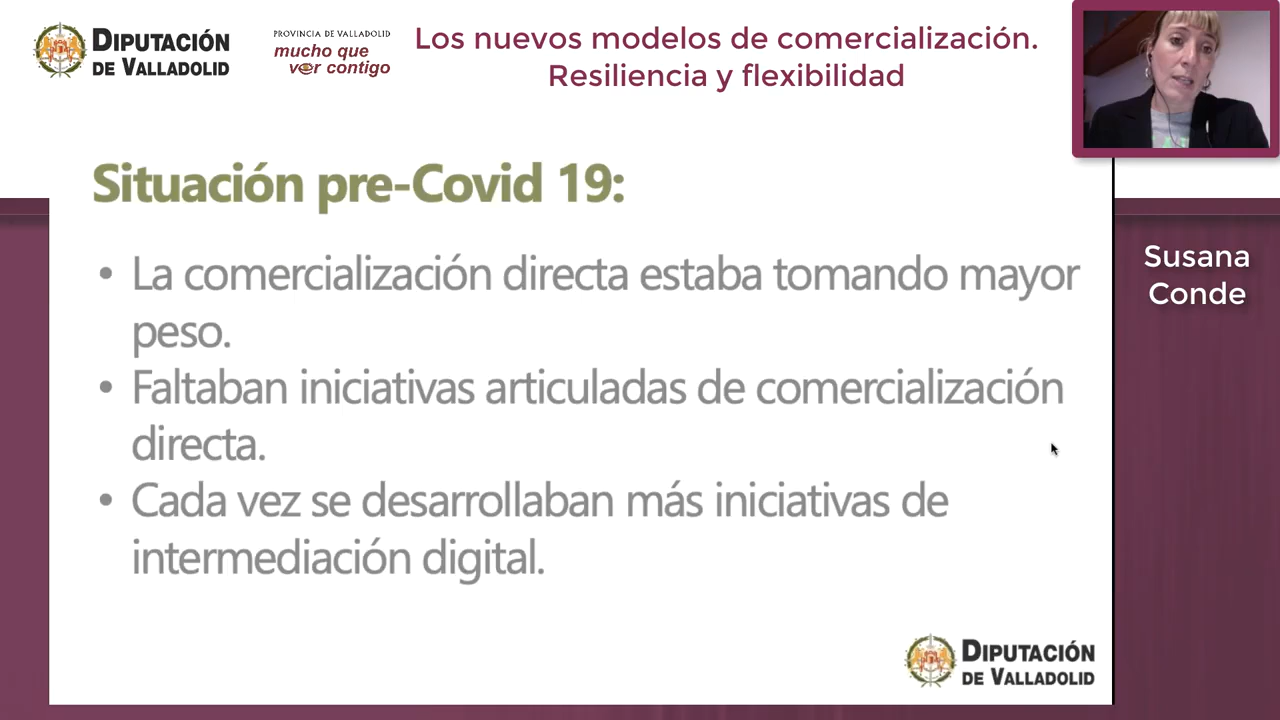 DIPUTACIÓN
DE VALLADOLID
PROVINCIA DE VALLADOLID
mucho que
ver contigo
Los nuevos modelos de comercialización.
Resiliencia y flexibilidad
Situación pre-Covid 19:
• La comercialización directa estaba tomando mayor
peso.
• Faltaban iniciativas articuladas de comercialización
directa.
• Cada vez se desarrollaban más iniciativas de
intermediación digital.
Susana
Conde
DIPUTACIÓN
DE VALLADOLID